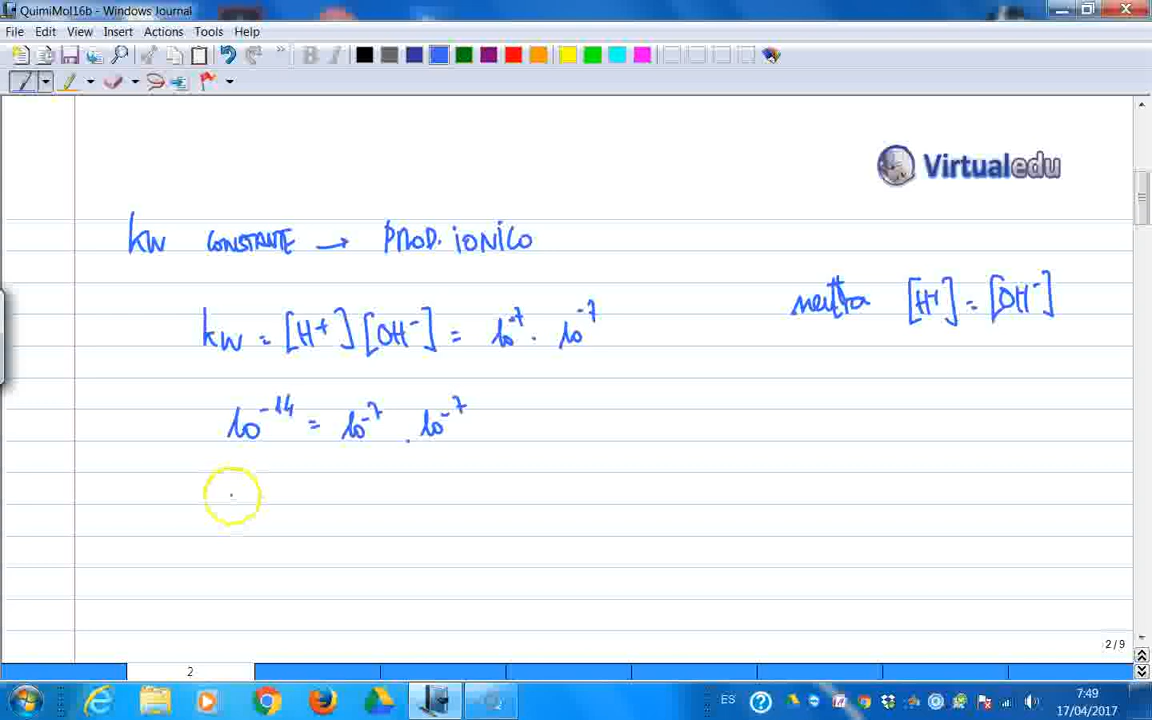 QuimiMol16b - Windows Journal
File Edit View Insert Actions Tools Help
Virtualedu
kw CONSTANTE → PROD. IONICO
neutra [H+] = [OH-]
kw = [H+] [OH-] = 10^-7 . 10^-7
10^-14 = 10^-7 . 10^-7
2 / 9
2
ES
7:49
17/04/2017